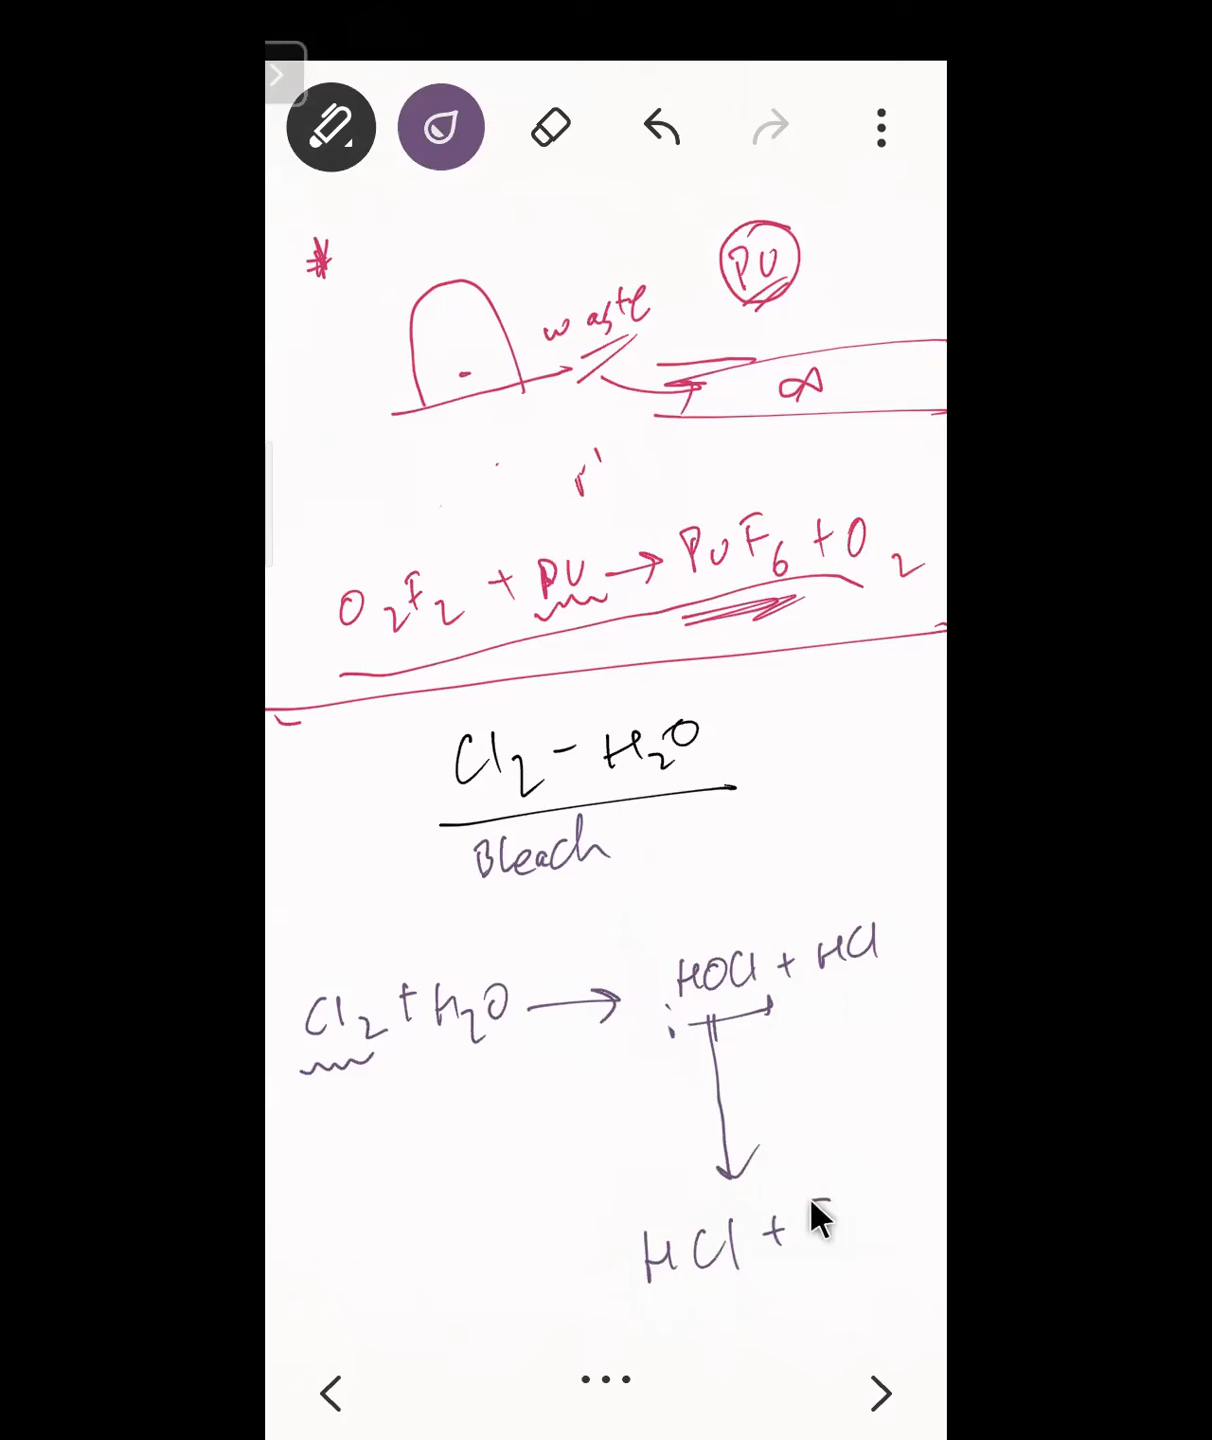 PU
waste
O2F2 + PU → PUF6 + O2
Cl2 - H2O
Bleach
Cl2 + H2O → HOCl + HCl
HCl +